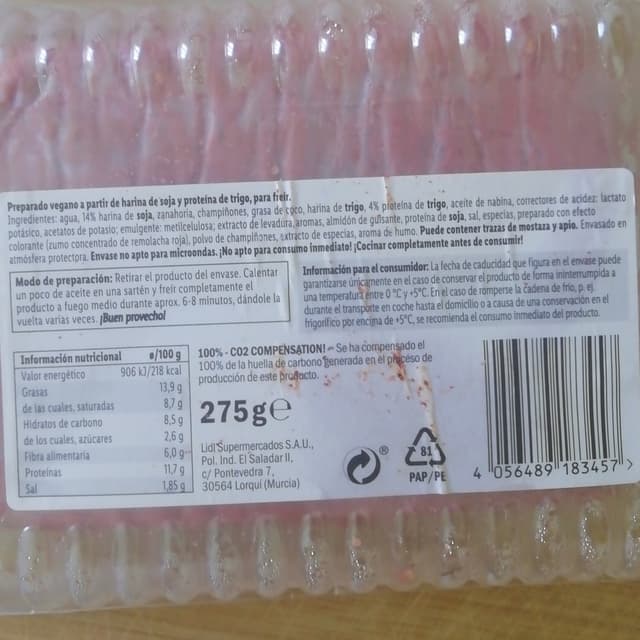 Preparado vegano a partir de harina de soja y proteína de trigo, para freír.
Ingredientes: agua, 14% harina de soja, zanahoria, champiñones, grasa de coco, harina de trigo, 4% proteína de trigo, aceite de nabina, correctores de acidez: lactato
potásico, acetatos de potasio; emulgente: metilcelulosa; extracto de levadura, aromas, almidón de guisante, proteína de soja, sal, especias, preparado con efecto
colorante (zumo concentrado de remolacha roja), polvo de champiñones, extracto de especias, aroma de humo. Puede contener trazas de mostaza y apio. Envasado en
atmósfera protectora. Envase no apto para microondas. ¡No apto para consumo inmediato! ¡Cocinar completamente antes de consumir!
Modo de preparación: Retirar el producto del envase. Calentar
un poco de aceite en una sartén y freír completamente el
producto a fuego medio durante aprox. 6-8 minutos, dándole la
vuelta varias veces. ¡Buen provecho!
Información para el consumidor: La fecha de caducidad que figura en el envase puede
garantizarse únicamente en el caso de conservar el producto de forma ininterrumpida a
una temperatura entre 0 °C y +5°C. En el caso de romperse la cadena de frío, p. ej.
durante el transporte en coche hasta el domicilio o a causa de una conservación en el
frigorífico por encima de +5°C, se recomienda el consumo inmediato del producto.
Información nutricional ø/100 g
Valor energético 906 kJ/218 kcal
Grasas 13,9 g
de las cuales, saturadas 8,7 g
Hidratos de carbono 8,5 g
de los cuales, azúcares 2,6 g
Fibra alimentaria 6,0 g
Proteínas 11,7 g
Sal 1,85 g
100% - CO2 COMPENSATION! - Se ha compensado el
100% de la huella de carbono generada en el proceso de
producción de este producto.
275 g e
Lidl Supermercados S.A.U.,
Pol. Ind. El Saladar II,
c/ Pontevedra 7,
30564 Lorquí (Murcia)
®
81
PAP/PE
4 056489 183457 >